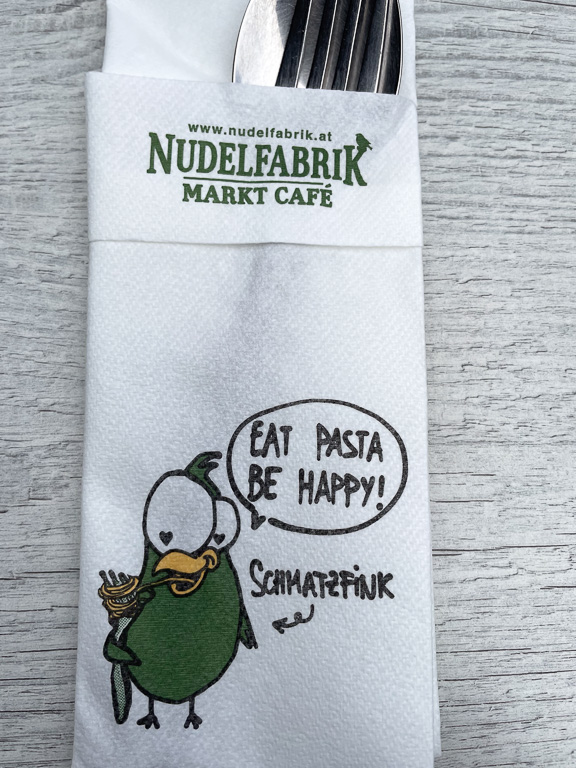 www.nudelfabrik.at
NUDELFABRIK
MARKT CAFÉ
EAT PASTA
BE HAPPY!
SCHMATZFINK